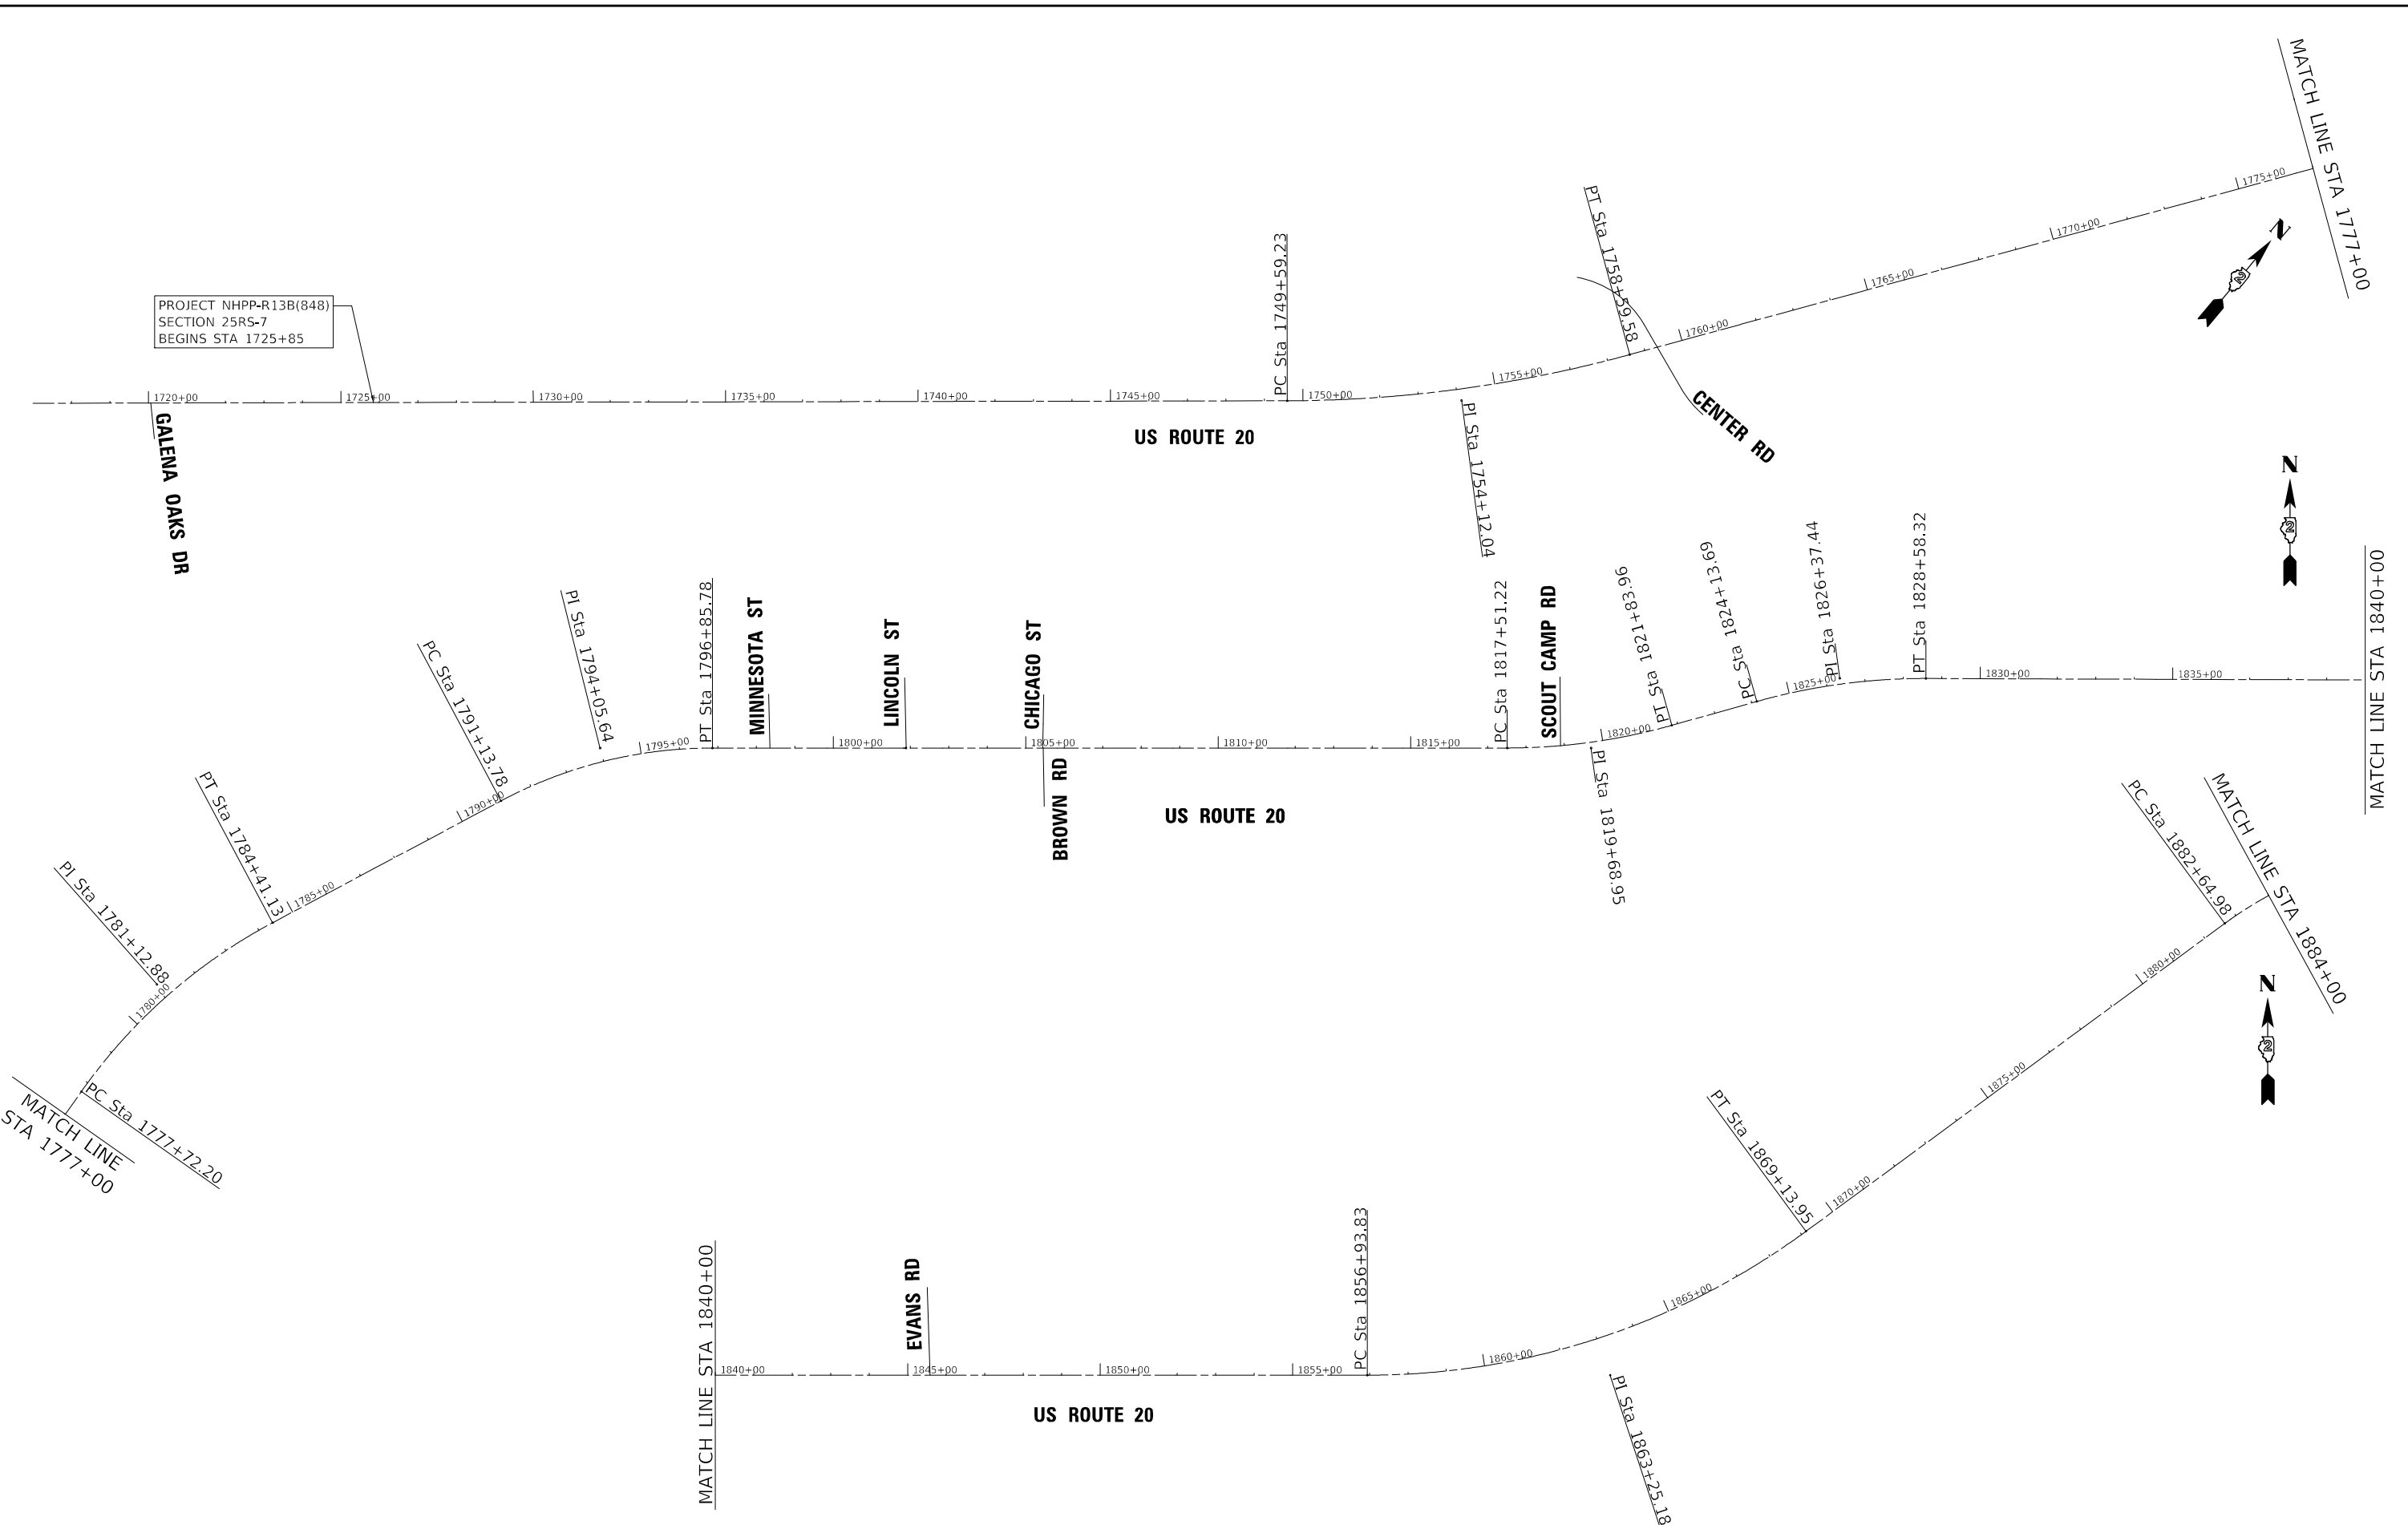 PROJECT NHPP-R13B(848)
SECTION 25RS-7
BEGINS STA 1725+85
1720+00
1725+00
1730+00
1735+00
1740+00
1745+00
1750+00
1755+00
1760+00
1765+00
1770+00
1775+00
GALENA OAKS DR
US ROUTE 20
PC Sta 1749+59.23
PI Sta 1754+12.04
PT Sta 1758+59.58
CENTER RD
MATCH LINE STA 1777+00
N
2
MATCH LINE
STA 1777+00
PC Sta 1777+72.20
1780+00
PI Sta 1781+12.88
PT Sta 1784+41.13
1785+00
1790+00
PC Sta 1791+13.78
PI Sta 1794+05.64
1795+00
PT Sta 1796+85.78
MINNESOTA ST
1800+00
LINCOLN ST
CHICAGO ST
1805+00
BROWN RD
1810+00
US ROUTE 20
1815+00
PC Sta 1817+51.22
SCOUT CAMP RD
PI Sta 1819+68.95
1820+00
PT Sta 1821+83.96
PC Sta 1824+13.69
1825+00
PI Sta 1826+37.44
PT Sta 1828+58.32
1830+00
1835+00
MATCH LINE STA 1840+00
N
2
MATCH LINE STA 1840+00
1840+00
EVANS RD
1845+00
1850+00
1855+00
US ROUTE 20
PC Sta 1856+93.83
1860+00
PI Sta 1863+25.18
1865+00
PT Sta 1869+13.95
1870+00
1875+00
1880+00
PC Sta 1882+64.98
MATCH LINE STA 1884+00
N
2